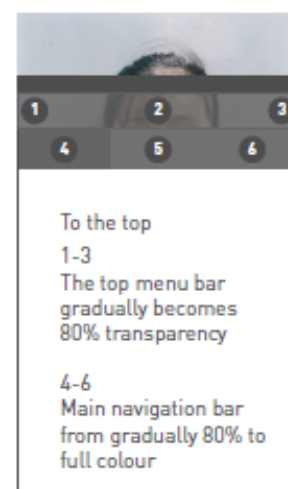 1 2 3
4 5 6
To the top
1-3
The top menu bar
gradually becomes
80% transparency
4-6
Main navigation bar
from gradually 80% to
full colour